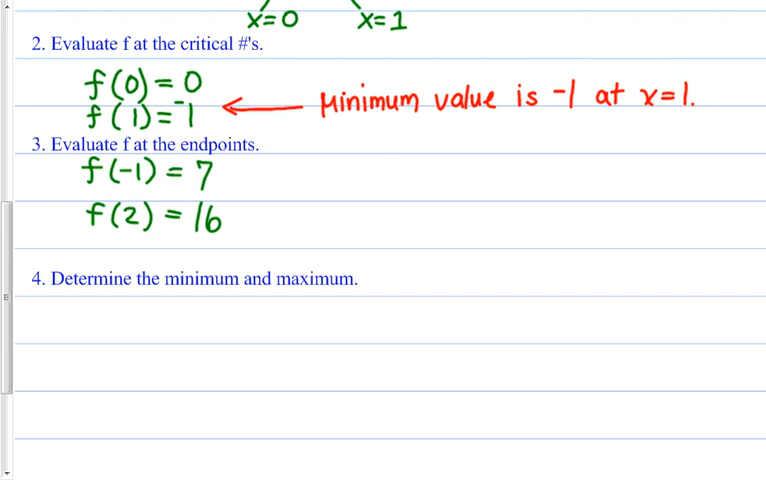 x=0 x=1
2. Evaluate f at the critical #'s.
f(0) = 0
f(1) = -1 ← Minimum value is -1 at x=1.
3. Evaluate f at the endpoints.
f(-1) = 7
f(2) = 16
4. Determine the minimum and maximum.